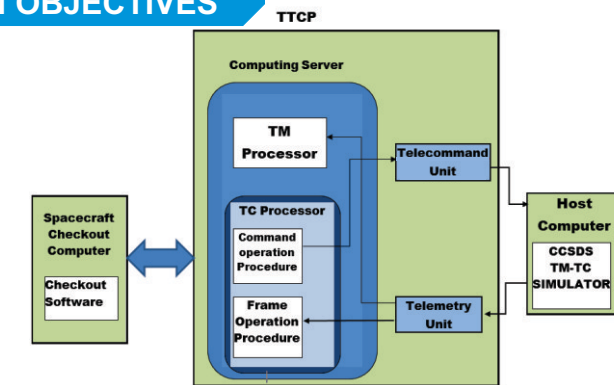 OBJECTIVES
TTCP
Computing Server
TM
Processor
Telecommand
Unit
TC Processor
Command
operation
Procedure
Frame
Operation
Procedure
Telemetry
Unit
Spacecraft
Checkout
Computer
Checkout
Software
Host
Computer
CCSDS
TM-TC
SIMULATOR